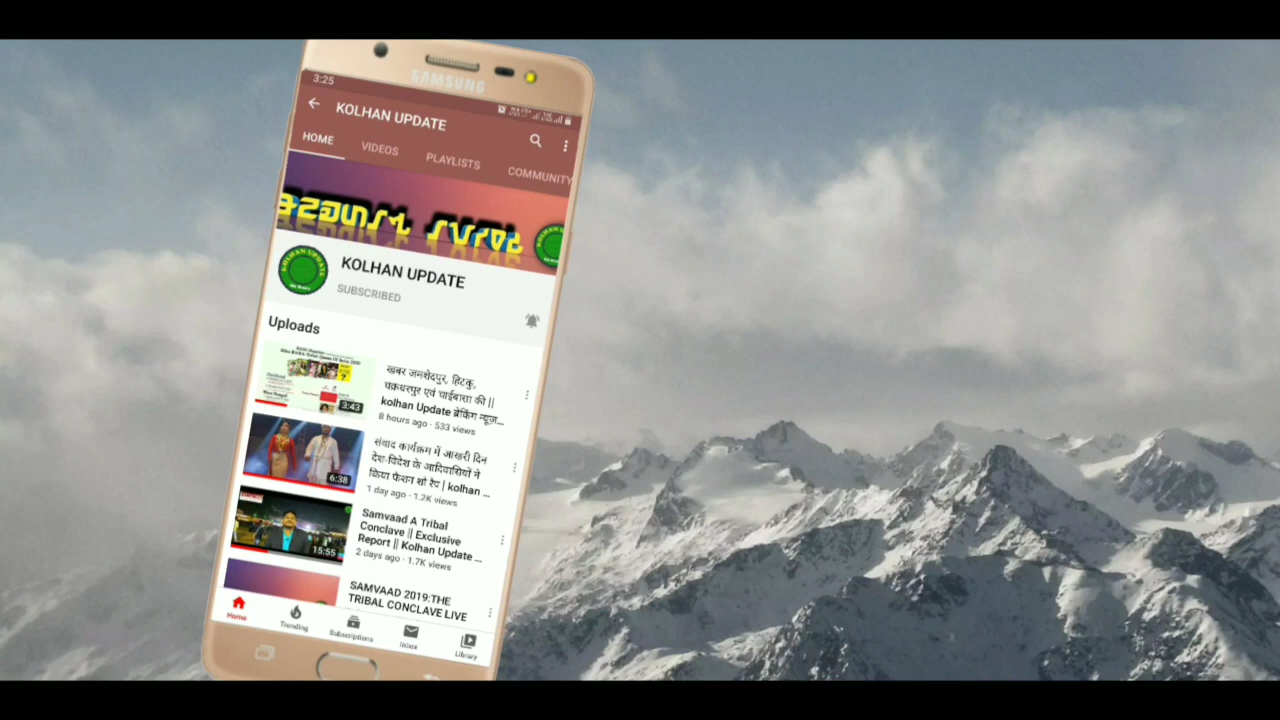 SAMSUNG
3:25
KOLHAN UPDATE
HOME VIDEOS PLAYLISTS COMMUNITY
KOLHAN UPDATE
KOLHAN UPDATE
SUBSCRIBED
Uploads
3:43
खबर जमशेदपुर, हिटकु,
चक्रधरपुर एवं चाईबासा की ||
kolhan Update ब्रेकिंग न्यूज़...
8 hours ago · 533 views
6:38
संवाद कार्यक्रम में आखरी दिन
देश-विदेश के आदिवासियों ने
किया फैशन शो रैंप | kolhan ...
1 day ago · 1.2K views
15:55
Samvaad A Tribal
Conclave || Exclusive
Report || Kolhan Update ...
2 days ago · 1.7K views
SAMVAAD 2019:THE
TRIBAL CONCLAVE LIVE
Home Trending Subscriptions Inbox Library